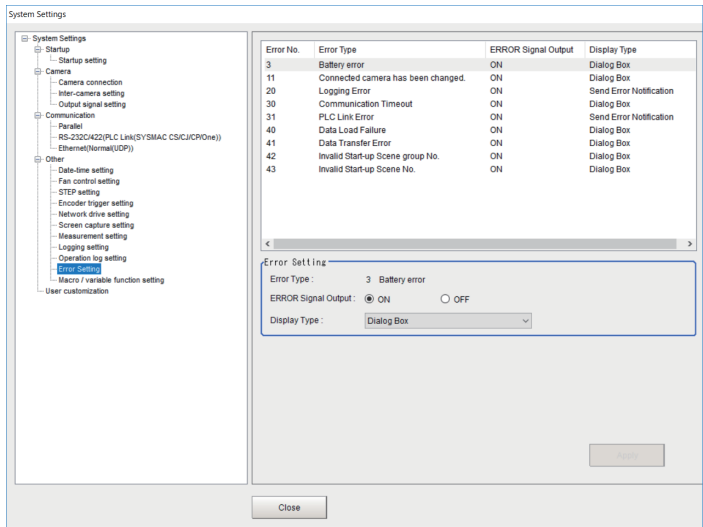 System Settings
System Settings
Startup
Startup setting
Camera
Camera connection
Inter-camera setting
Output signal setting
Communication
Parallel
RS-232C/422(PLC Link(SYSMAC CS/CJ/CP/One))
Ethernet(Normal(UDP))
Other
Date-time setting
Fan control setting
STEP setting
Encoder trigger setting
Network drive setting
Screen capture setting
Measurement setting
Logging setting
Operation log setting
Error Setting
Macro / variable function setting
User customization
Error No. Error Type ERROR Signal Output Display Type
3 Battery error ON Dialog Box
11 Connected camera has been changed. ON Dialog Box
20 Logging Error ON Send Error Notification
30 Communication Timeout ON Dialog Box
31 PLC Link Error ON Send Error Notification
40 Data Load Failure ON Dialog Box
41 Data Transfer Error ON Dialog Box
42 Invalid Start-up Scene group No. ON Dialog Box
43 Invalid Start-up Scene No. ON Dialog Box
Error Setting
Error Type : 3 Battery error
ERROR Signal Output : ON OFF
Display Type : Dialog Box
Apply
Close